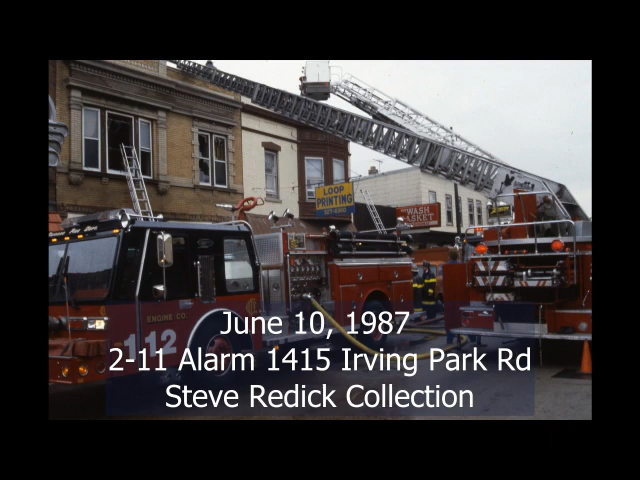 LOOP
PRINTING
WASH
BASKET
ENGINE CO.
112
June 10, 1987
2-11 Alarm 1415 Irving Park Rd
Steve Redick Collection